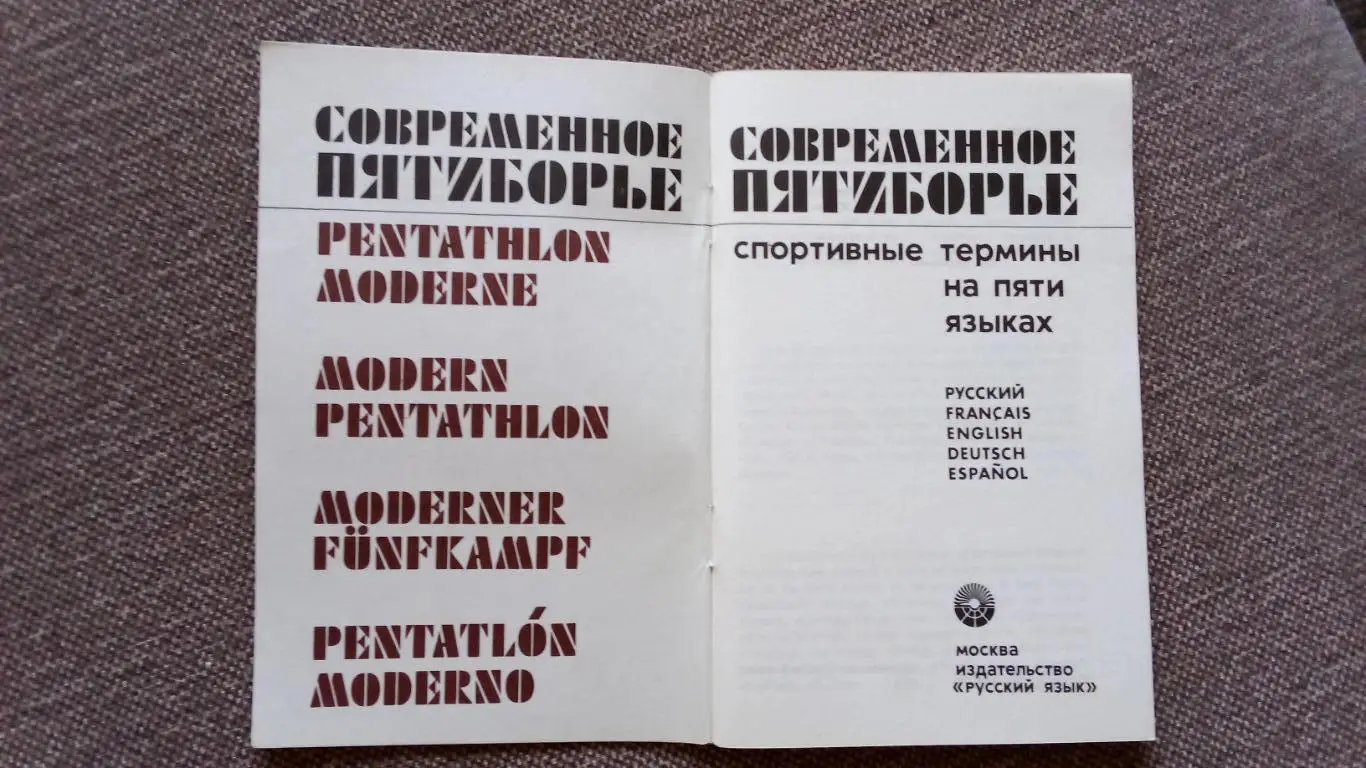 СОВРЕМЕННОЕ
ПЯТИБОРЬЕ
PENTATHLON
MODERNE
MODERN
PENTATHLON
MODERNER
FÜNFKAMPF
PENTATLÓN
MODERNO
СОВРЕМЕННОЕ
ПЯТИБОРЬЕ
спортивные термины
на пяти
языках
РУССКИЙ
FRANÇAIS
ENGLISH
DEUTSCH
ESPAÑOL
МОСКВА
ИЗДАТЕЛЬСТВО
«РУССКИЙ ЯЗЫК»